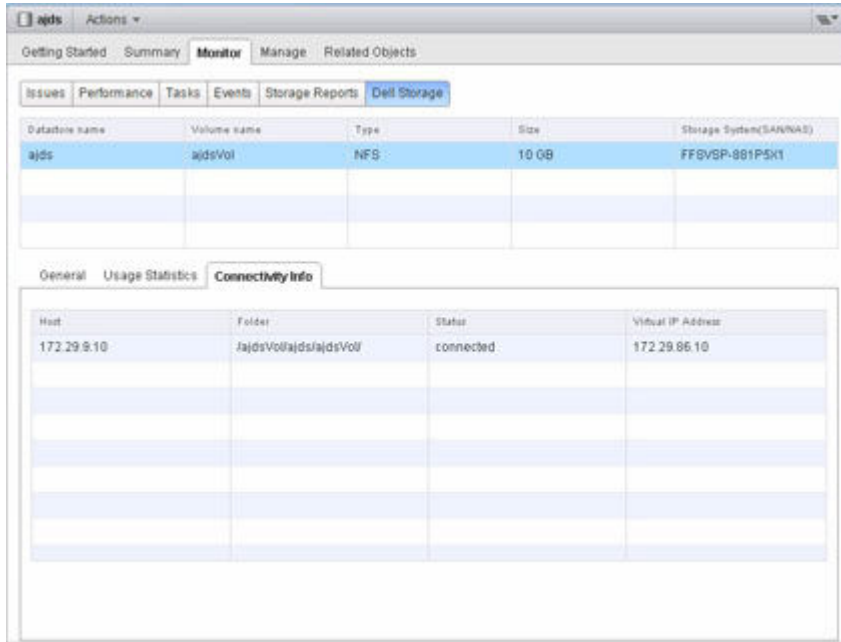 ajds Actions
Getting Started Summary Monitor Manage Related Objects
Issues Performance Tasks Events Storage Reports Dell Storage
Datastore name Volume name Type Size Storage System(SAN/NAS)
ajds ajdsVol NFS 10 GB FFSVSP-881P5X1
General Usage Statistics Connectivity Info
Host Folder Status Virtual IP Address
172.29.9.10 /ajdsVol/ajds/ajdsVol/ connected 172.29.86.10